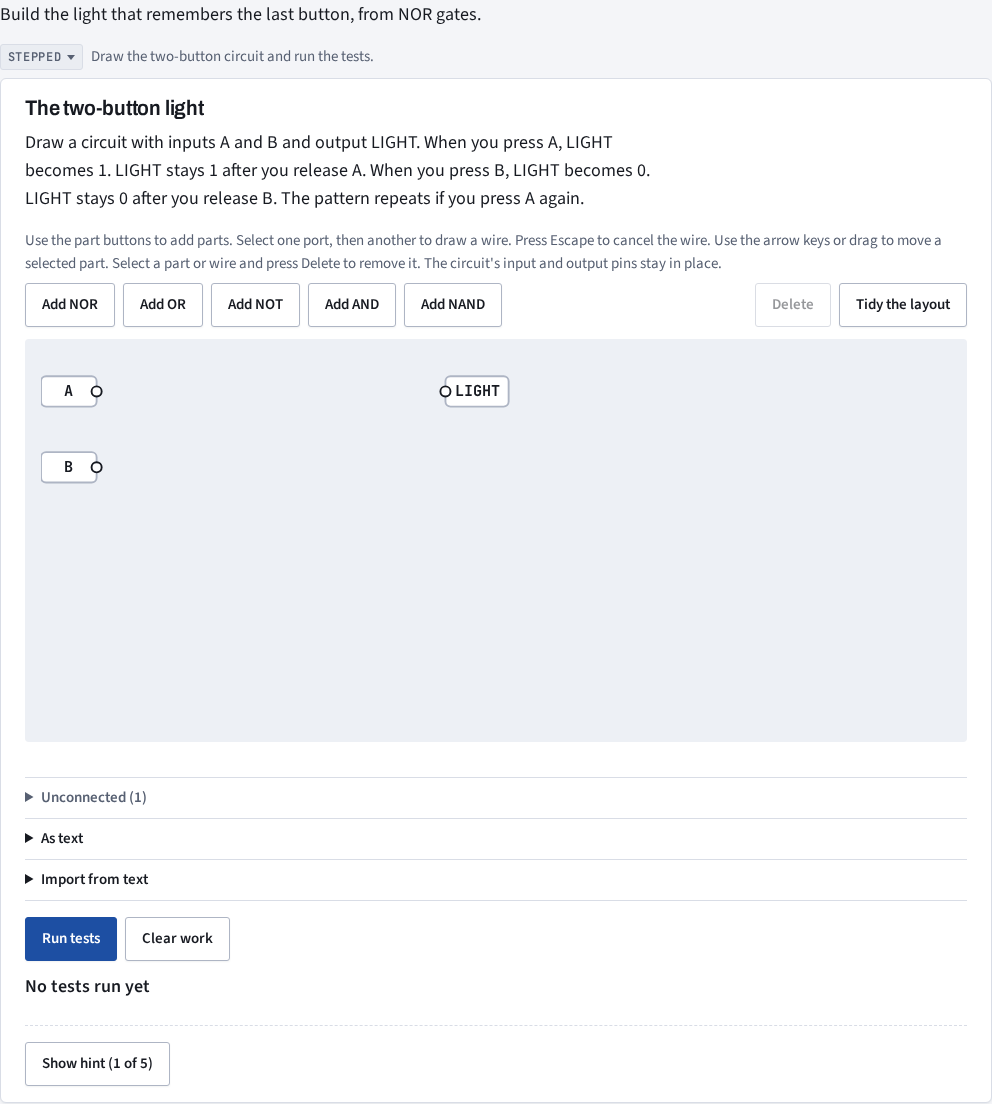 Build the light that remembers the last button, from NOR gates.
STEPPED
Draw the two-button circuit and run the tests.
The two-button light
Draw a circuit with inputs A and B and output LIGHT. When you press A, LIGHT
becomes 1. LIGHT stays 1 after you release A. When you press B, LIGHT becomes 0.
LIGHT stays 0 after you release B. The pattern repeats if you press A again.
Use the part buttons to add parts. Select one port, then another to draw a wire. Press Escape to cancel the wire. Use the arrow keys or drag to move a
selected part. Select a part or wire and press Delete to remove it. The circuit's input and output pins stay in place.
Add NOR
Add OR
Add NOT
Add AND
Add NAND
Delete
Tidy the layout
A
LIGHT
B
Unconnected (1)
As text
Import from text
Run tests
Clear work
No tests run yet
Show hint (1 of 5)